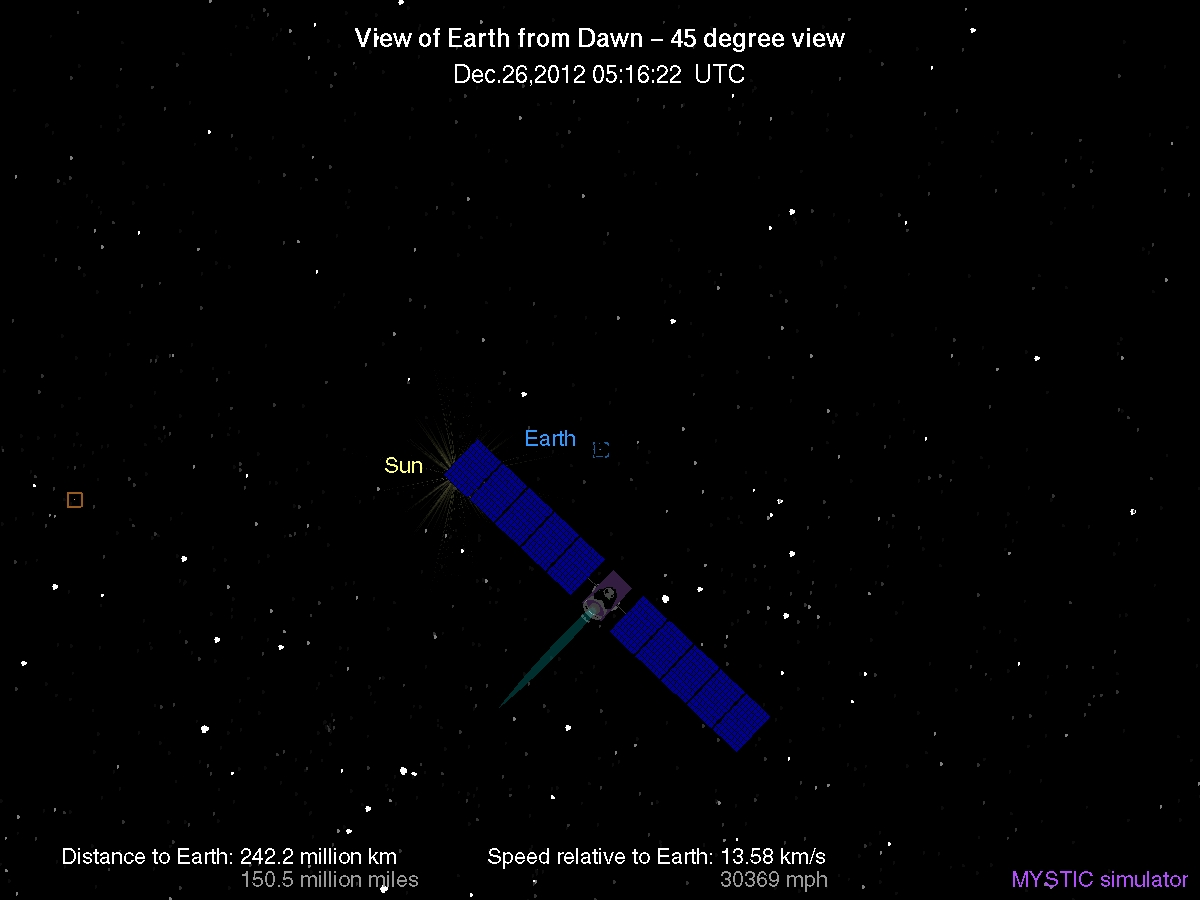 View of Earth from Dawn – 45 degree view
Dec.26,2012 05:16:22 UTC
Earth
Sun
Distance to Earth: 242.2 million km
150.5 million miles
Speed relative to Earth: 13.58 km/s
30369 mph
MYSTIC simulator